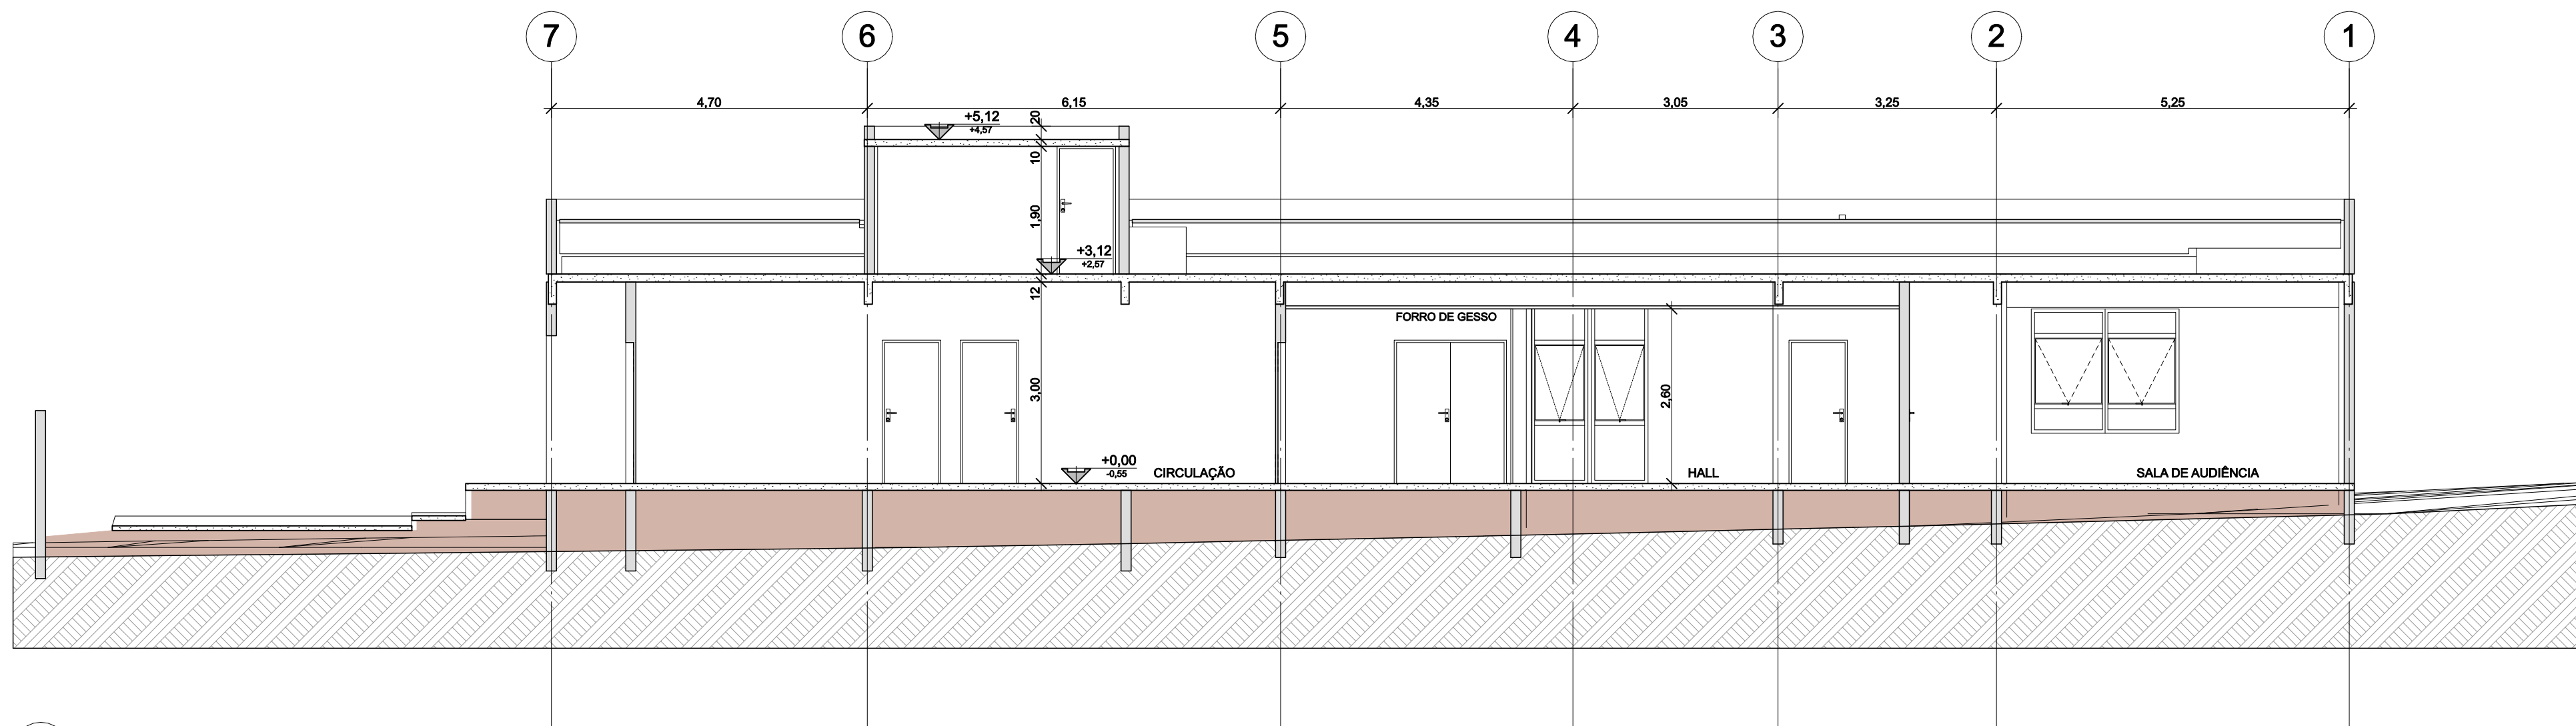 7 6 5 4 3 2 1
4,70 6,15 4,35 3,05 3,25 5,25
+5,12
+4,57
20
10
1,90
+3,12
+2,57
12
FORRO DE GESSO
3,00
2,60
+0,00
-0,55
CIRCULAÇÃO
HALL
SALA DE AUDIÊNCIA